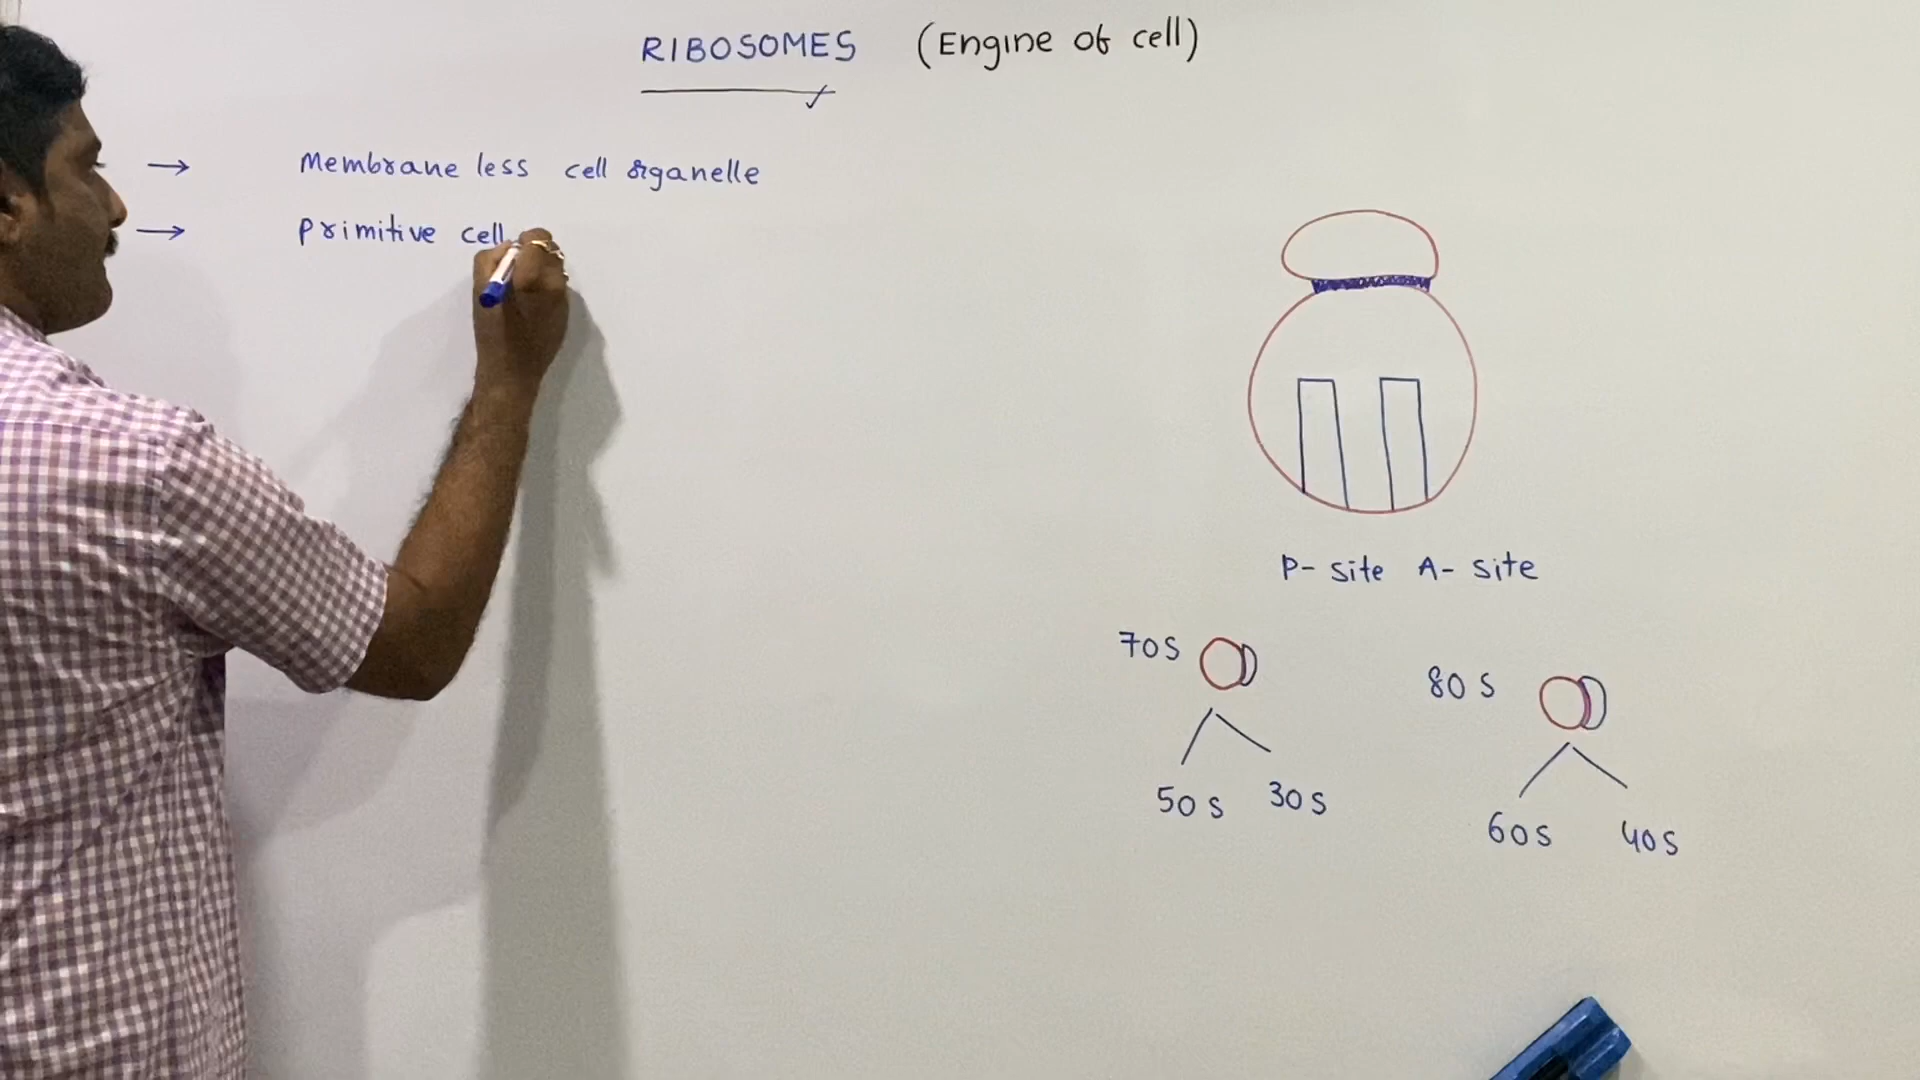 RIBOSOMES (Engine of cell)
→ Membrane less cell organelle
→ Primitive cell
P- site A- site
70S
80 S
50 s 30 s
60s 40s